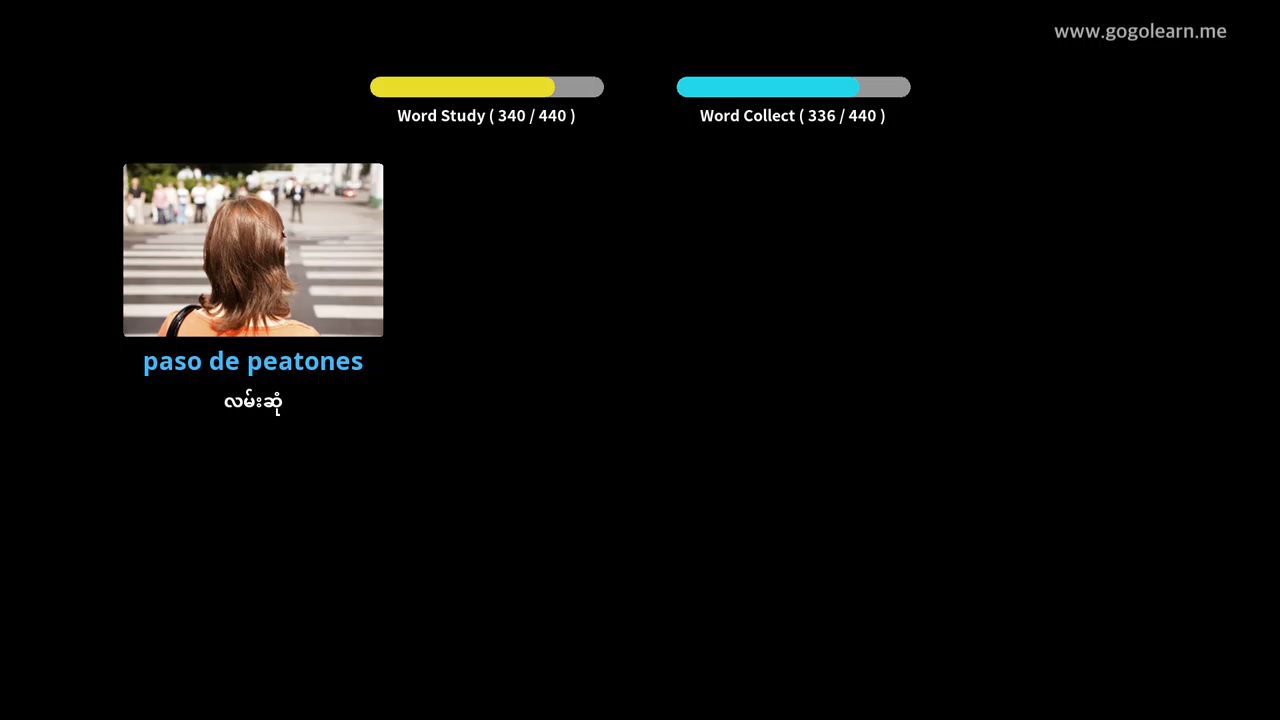 www.gogolearn.me
Word Study ( 340 / 440 )
Word Collect ( 336 / 440 )
paso de peatones
လမ်းဆုံ